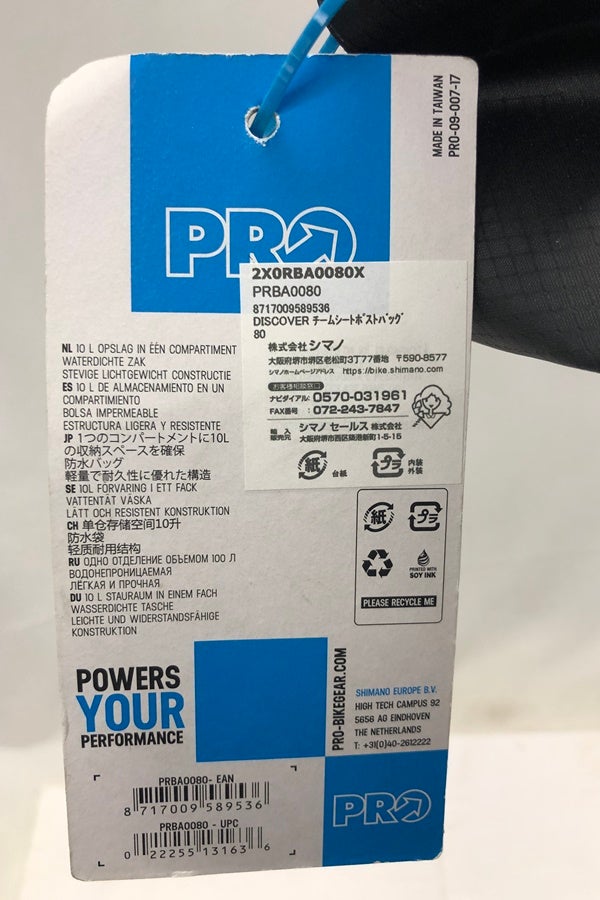 MADE IN TAIWAN
PRO-09-007-17
PRO
2X0RBA0080X
PRBA0080
8717009589536
DISCOVER チームシートポストバッグ
80
株式会社 シマノ
大阪府堺市堺区老松町3丁77番地 〒590-8577
シマノホームページアドレス https://bike.shimano.com
お客様相談窓口
ナビダイアル: 0570-031961
FAX番号 : 072-243-7847
輸入販売元 シマノ セールス 株式会社
大阪府堺市西区築港新町1-5-15
紙 台紙
プラ 内装 外装
NL 10 L OPSLAG IN ÉÉN COMPARTIMENT
WATERDICHTE ZAK
STEVIGE LICHTGEWICHT CONSTRUCTIE
ES 10 L DE ALMACENAMIENTO EN UN
COMPARTIMIENTO
BOLSA IMPERMEABLE
ESTRUCTURA LIGERA Y RESISTENTE
JP 1つのコンパートメントに10L
の収納スペースを確保
防水バッグ
軽量で耐久性に優れた構造
SE 10L FORVARING I ETT FACK
VATTENTÄT VÄSKA
LÄTT OCH RESISTENT KONSTRUKTION
CH 单仓存储空间10升
防水袋
轻质耐用结构
RU ОДНО ОТДЕЛЕНИЕ ОБЪЕМОМ 100 Л
ВОДОНЕПРОНИЦАЕМАЯ
ЛЁГКАЯ И ПРОЧНАЯ
DU 10 L STAURAUM IN EINEM FACH
WASSERDICHTE TASCHE
LEICHTE UND WIDERSTANDSFÄHIGE
KONSTRUKTION
紙
プラ
PRINTED WITH
SOY INK
PLEASE RECYCLE ME
POWERS
YOUR
PERFORMANCE
PRO-BIKEGEAR.COM
SHIMANO EUROPE B.V.
HIGH TECH CAMPUS 92
5656 AG EINDHOVEN
THE NETHERLANDS
T: +31(0)40-2612222
PRBA0080- EAN
8 717009 589536
PRBA0080 - UPC
0 22255 13163 6
PRO